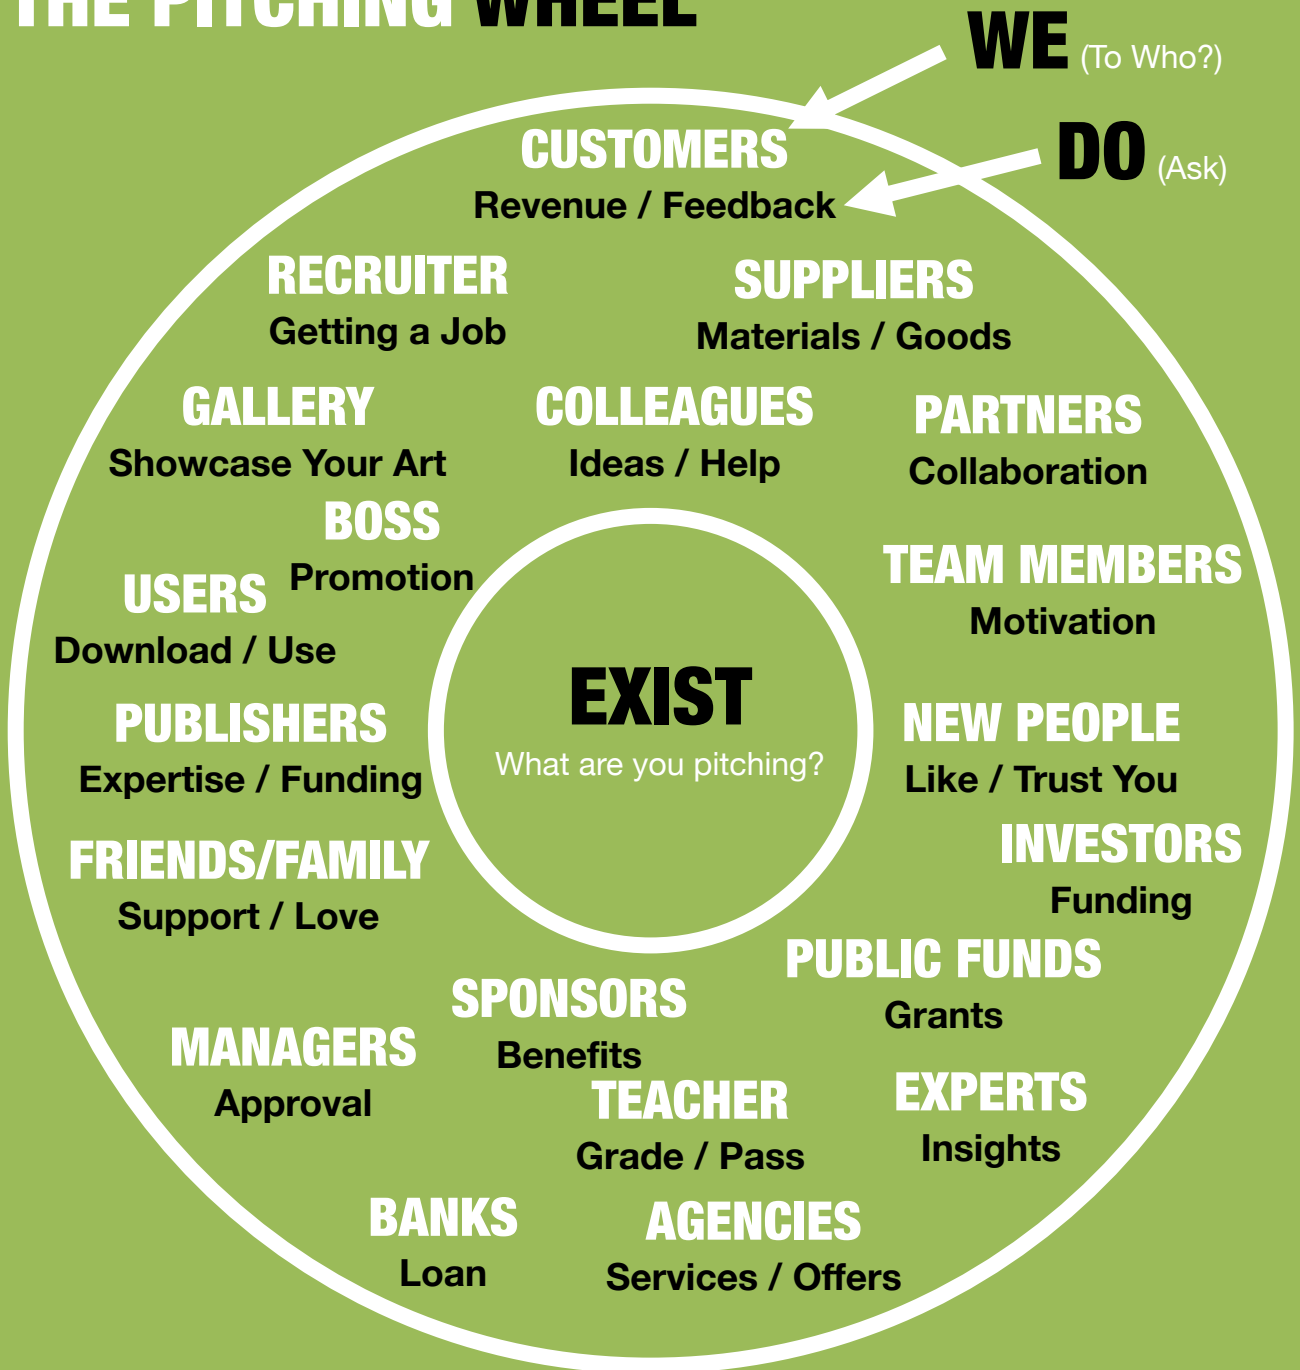 THE PITCHING WHEEL
WE (To Who?)
DO (Ask)
CUSTOMERS
Revenue / Feedback
RECRUITER
Getting a Job
SUPPLIERS
Materials / Goods
GALLERY
Showcase Your Art
COLLEAGUES
Ideas / Help
PARTNERS
Collaboration
BOSS
Promotion
USERS
Download / Use
TEAM MEMBERS
Motivation
EXIST
What are you pitching?
PUBLISHERS
Expertise / Funding
NEW PEOPLE
Like / Trust You
FRIENDS/FAMILY
Support / Love
INVESTORS
Funding
PUBLIC FUNDS
Grants
SPONSORS
Benefits
MANAGERS
Approval
TEACHER
Grade / Pass
EXPERTS
Insights
BANKS
Loan
AGENCIES
Services / Offers